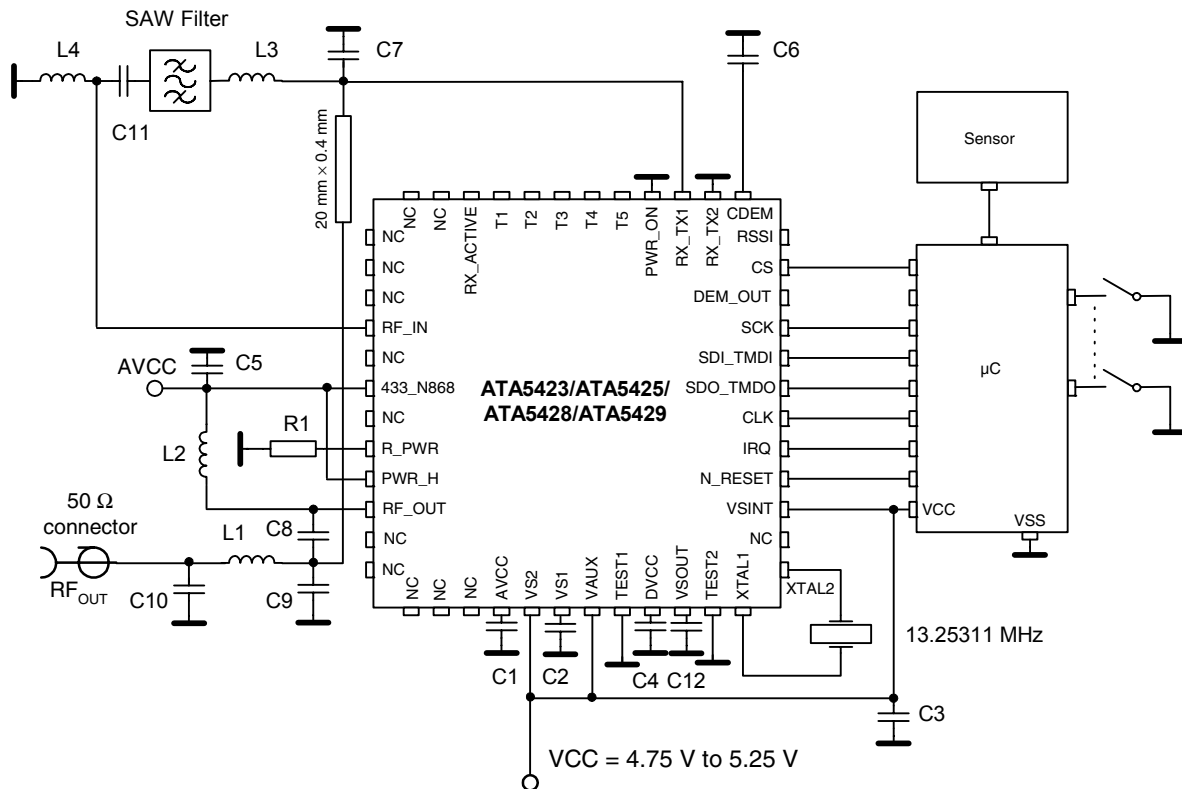 SAW Filter
L4
L3
C7
C6
C11
20 mm × 0.4 mm
Sensor
NC
NC
RX_ACTIVE
T1
T2
T3
T4
T5
PWR_ON
RX_TX1
RX_TX2
CDEM
NC
RSSI
NC
CS
NC
DEM_OUT
RF_IN
SCK
NC
SDI_TMDI
µC
AVCC
C5
433_N868
ATA5423/ATA5425/
ATA5428/ATA5429
SDO_TMDO
NC
CLK
R1
R_PWR
IRQ
L2
PWR_H
N_RESET
50 Ω
connector
RF_OUT
VSINT
VCC
VSS
L1
C8
NC
NC
RFOUT
C10
C9
NC
XTAL2
NC
NC
NC
AVCC
VS2
VS1
VAUX
TEST1
DVCC
VSOUT
TEST2
XTAL1
13.25311 MHz
C1
C2
C4
C12
C3
VCC = 4.75 V to 5.25 V